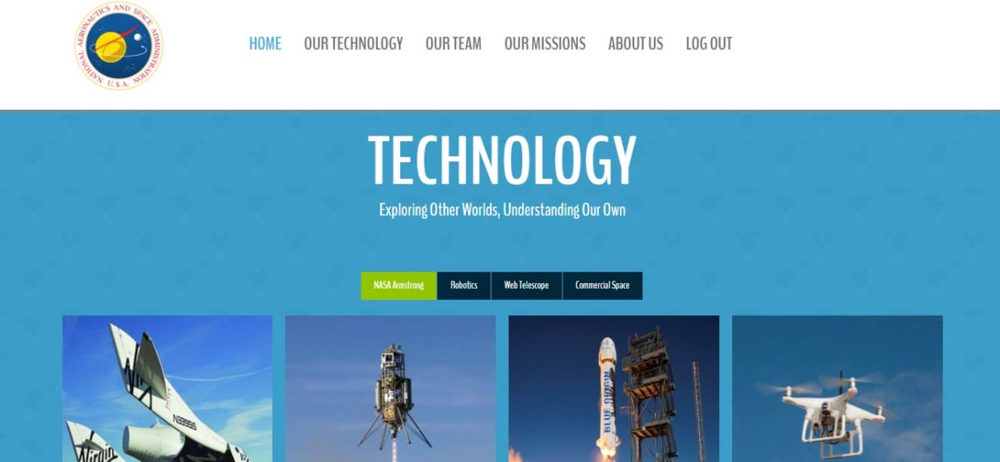 NATIONAL AERONAUTICS AND SPACE ADMINISTRATION
U.S.A.
HOME OUR TECHNOLOGY OUR TEAM OUR MISSIONS ABOUT US LOG OUT
TECHNOLOGY
Exploring Other Worlds, Understanding Our Own
NASA Armstrong Robotics Web Telescope Commercial Space
BLUE ORIGIN
Virgin